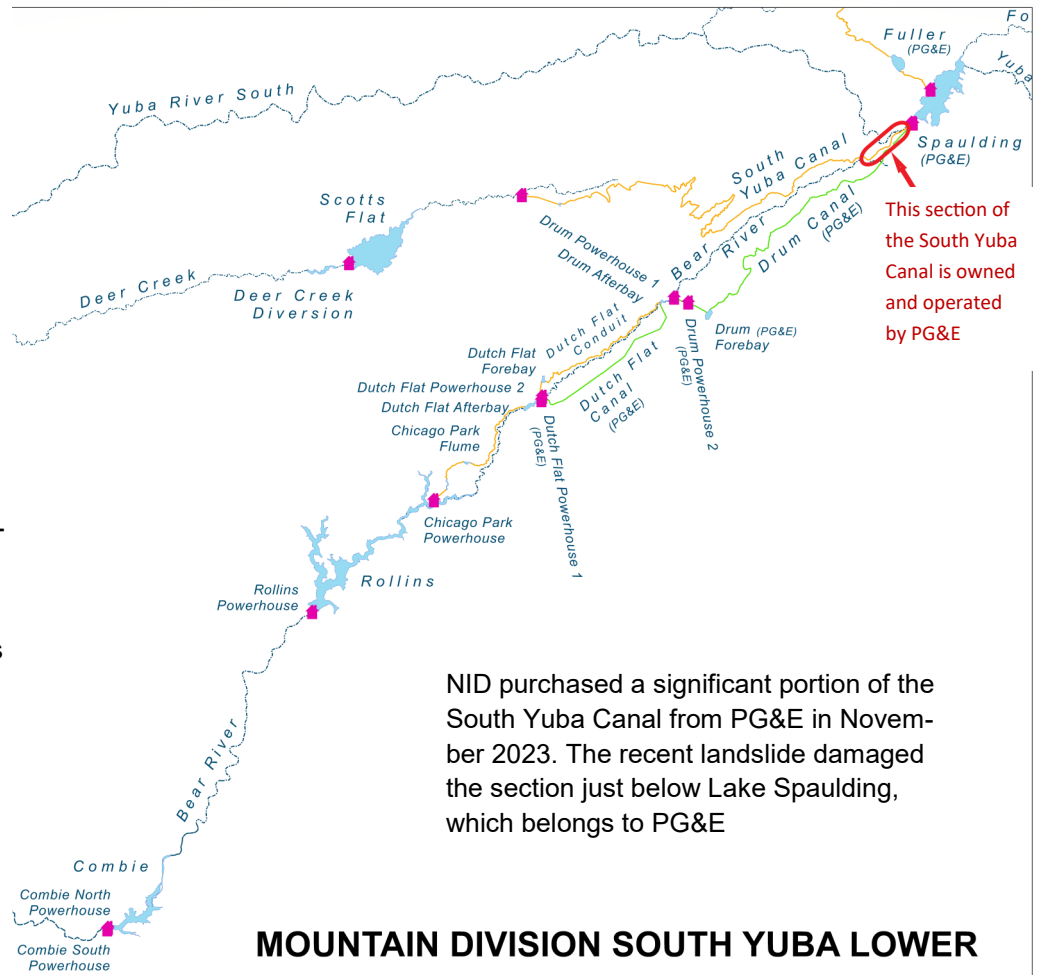 Fo
Fuller
(PG&E)
Yuba
Yuba River South
Spaulding
(PG&E)
South
Yuba Canal
This section of
the South Yuba
Canal is owned
and operated
by PG&E
Scotts
Flat
Drum Canal
(PG&E)
Bear River
Drum Powerhouse 1
Drum Afterbay
Deer Creek
Deer Creek
Diversion
Drum (PG&E)
Forebay
Dutch Flat
Conduit
Drum Powerhouse 2
(PG&E)
Dutch Flat
Forebay
Dutch Flat
Canal
(PG&E)
Dutch Flat Powerhouse 2
Dutch Flat Afterbay
Chicago Park
Flume
Dutch Flat Powerhouse 1
(PG&E)
Chicago Park
Powerhouse
-
Rollins
Rollins
Powerhouse
s
NID purchased a significant portion of the
South Yuba Canal from PG&E in Novem-
ber 2023. The recent landslide damaged
the section just below Lake Spaulding,
which belongs to PG&E
Bear River
Combie
Combie North
Powerhouse
Combie South
Powerhouse
MOUNTAIN DIVISION SOUTH YUBA LOWER